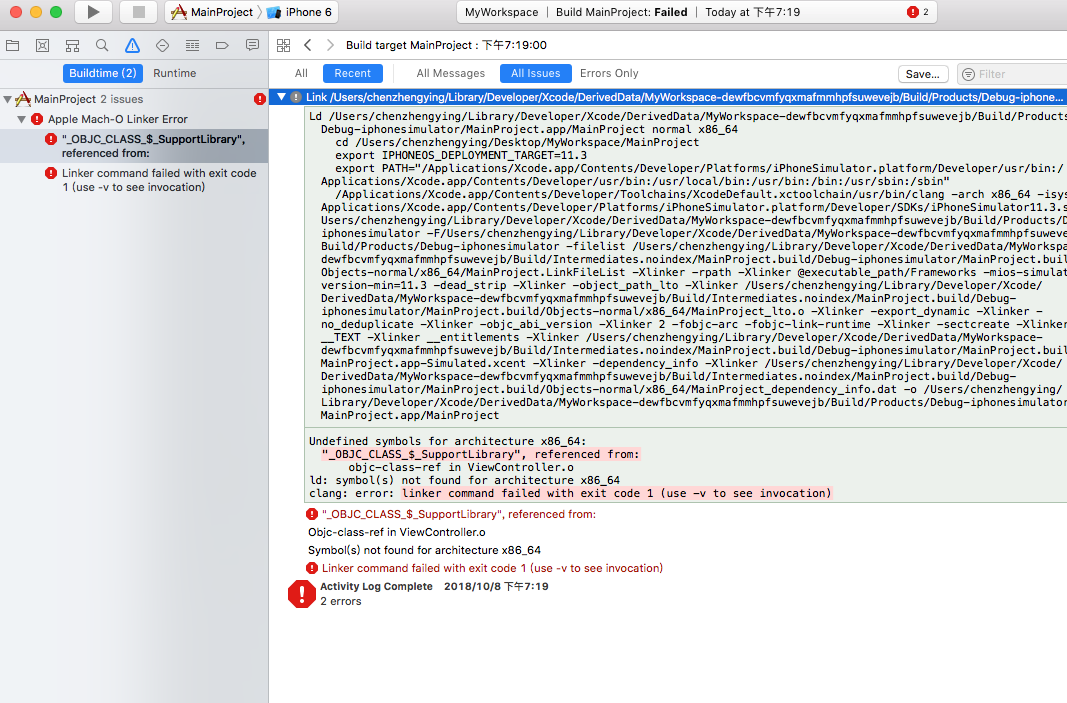 MainProject
iPhone 6
MyWorkspace | Build MainProject: Failed | Today at 下午7:19
2
Build target MainProject : 下午7:19:00
Buildtime (2)
Runtime
All
Recent
All Messages
All Issues
Errors Only
Save...
Filter
MainProject 2 issues
Apple Mach-O Linker Error
"_OBJC_CLASS_$_SupportLibrary",
referenced from:
Linker command failed with exit code
1 (use -v to see invocation)
Link /Users/chenzhengying/Library/Developer/Xcode/DerivedData/MyWorkspace-dewfbcvmfyqxmafmmhpfsuwevejb/Build/Products/Debug-iphone...
Ld /Users/chenzhengying/Library/Developer/Xcode/DerivedData/MyWorkspace-dewfbcvmfyqxmafmmhpfsuwevejb/Build/Products
Debug-iphonesimulator/MainProject.app/MainProject normal x86_64
cd /Users/chenzhengying/Desktop/MyWorkspace/MainProject
export IPHONEOS_DEPLOYMENT_TARGET=11.3
export PATH="/Applications/Xcode.app/Contents/Developer/Platforms/iPhoneSimulator.platform/Developer/usr/bin:/
Applications/Xcode.app/Contents/Developer/usr/bin:/usr/local/bin:/usr/bin:/bin:/usr/sbin:/sbin"
/Applications/Xcode.app/Contents/Developer/Toolchains/XcodeDefault.xctoolchain/usr/bin/clang -arch x86_64 -isys
Applications/Xcode.app/Contents/Developer/Platforms/iPhoneSimulator.platform/Developer/SDKs/iPhoneSimulator11.3.s
Users/chenzhengying/Library/Developer/Xcode/DerivedData/MyWorkspace-dewfbcvmfyqxmafmmhpfsuwevejb/Build/Products/D
iphonesimulator -F/Users/chenzhengying/Library/Developer/Xcode/DerivedData/MyWorkspace-dewfbcvmfyqxmafmmhpfsuwevejb/
Build/Products/Debug-iphonesimulator -filelist /Users/chenzhengying/Library/Developer/Xcode/DerivedData/MyWorkspa
dewfbcvmfyqxmafmmhpfsuwevejb/Build/Intermediates.noindex/MainProject.build/Debug-iphonesimulator/MainProject.buil
Objects-normal/x86_64/MainProject.LinkFileList -Xlinker -rpath -Xlinker @executable_path/Frameworks -mios-simulat
version-min=11.3 -dead_strip -Xlinker -object_path_lto -Xlinker /Users/chenzhengying/Library/Developer/Xcode/
DerivedData/MyWorkspace-dewfbcvmfyqxmafmmhpfsuwevejb/Build/Intermediates.noindex/MainProject.build/Debug-
iphonesimulator/MainProject.build/Objects-normal/x86_64/MainProject_lto.o -Xlinker -export_dynamic -Xlinker -
no_deduplicate -Xlinker -objc_abi_version -Xlinker 2 -fobjc-arc -fobjc-link-runtime -Xlinker -sectcreate -Xlinker
__TEXT -Xlinker __entitlements -Xlinker /Users/chenzhengying/Library/Developer/Xcode/DerivedData/MyWorkspace-
dewfbcvmfyqxmafmmhpfsuwevejb/Build/Intermediates.noindex/MainProject.build/Debug-iphonesimulator/MainProject.buil
MainProject.app-Simulated.xcent -Xlinker -dependency_info -Xlinker /Users/chenzhengying/Library/Developer/Xcode/
DerivedData/MyWorkspace-dewfbcvmfyqxmafmmhpfsuwevejb/Build/Intermediates.noindex/MainProject.build/Debug-
iphonesimulator/MainProject.build/Objects-normal/x86_64/MainProject_dependency_info.dat -o /Users/chenzhengying/
Library/Developer/Xcode/DerivedData/MyWorkspace-dewfbcvmfyqxmafmmhpfsuwevejb/Build/Products/Debug-iphonesimulator
MainProject.app/MainProject
Undefined symbols for architecture x86_64:
"_OBJC_CLASS_$_SupportLibrary", referenced from:
objc-class-ref in ViewController.o
ld: symbol(s) not found for architecture x86_64
clang: error: linker command failed with exit code 1 (use -v to see invocation)
"_OBJC_CLASS_$_SupportLibrary", referenced from:
Objc-class-ref in ViewController.o
Symbol(s) not found for architecture x86_64
Linker command failed with exit code 1 (use -v to see invocation)
Activity Log Complete 2018/10/8 下午7:19
2 errors